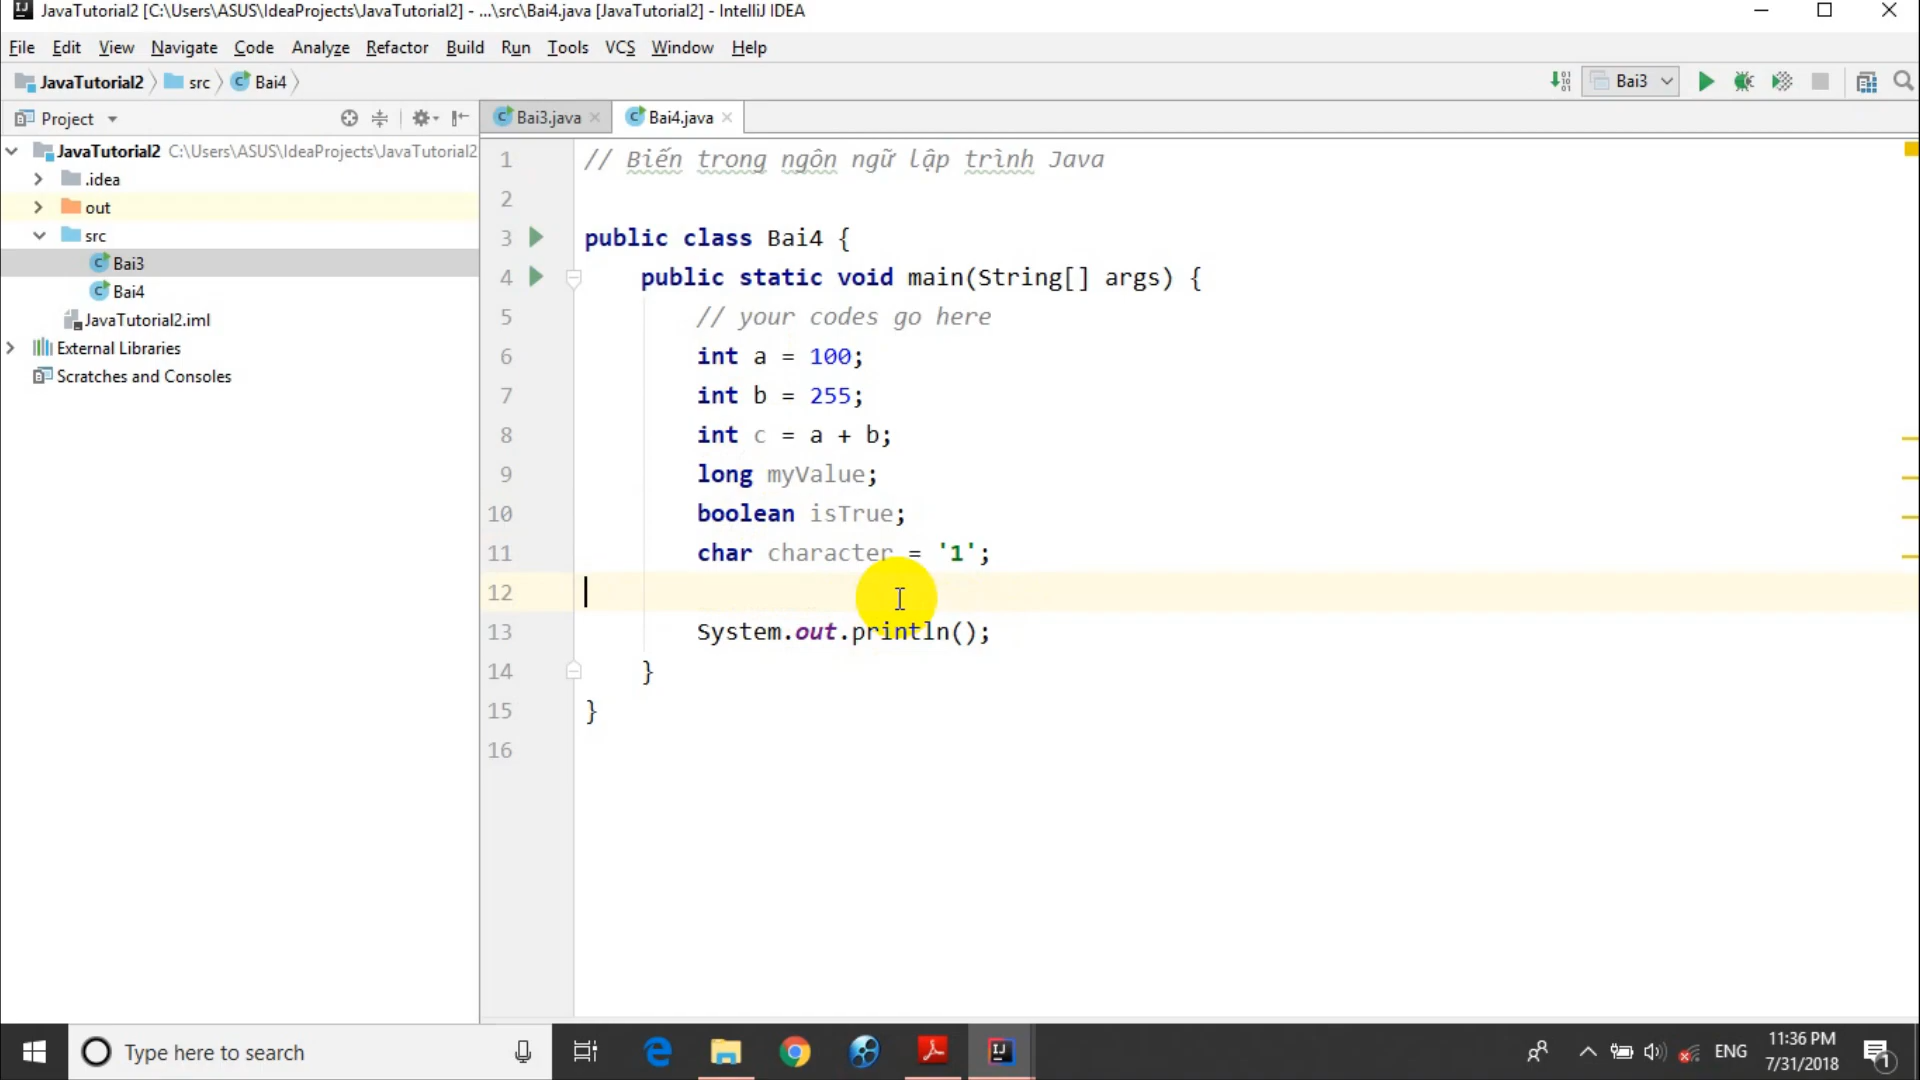 JavaTutorial2 [C:\Users\ASUS\IdeaProjects\JavaTutorial2] - ...\src\Bai4.java [JavaTutorial2] - IntelliJ IDEA
File Edit View Navigate Code Analyze Refactor Build Run Tools VCS Window Help
JavaTutorial2 src Bai4 Bai3
Project
Bai3.java Bai4.java
JavaTutorial2 C:\Users\ASUS\IdeaProjects\JavaTutorial2
.idea
out
src
Bai3
Bai4
JavaTutorial2.iml
External Libraries
Scratches and Consoles
1 // Biến trong ngôn ngữ lập trình Java
2
3 public class Bai4 {
4 public static void main(String[] args) {
5 // your codes go here
6 int a = 100;
7 int b = 255;
8 int c = a + b;
9 long myValue;
10 boolean isTrue;
11 char character = '1';
12
13 System.out.println();
14 }
15 }
16
Type here to search
ENG
11:36 PM
7/31/2018
1